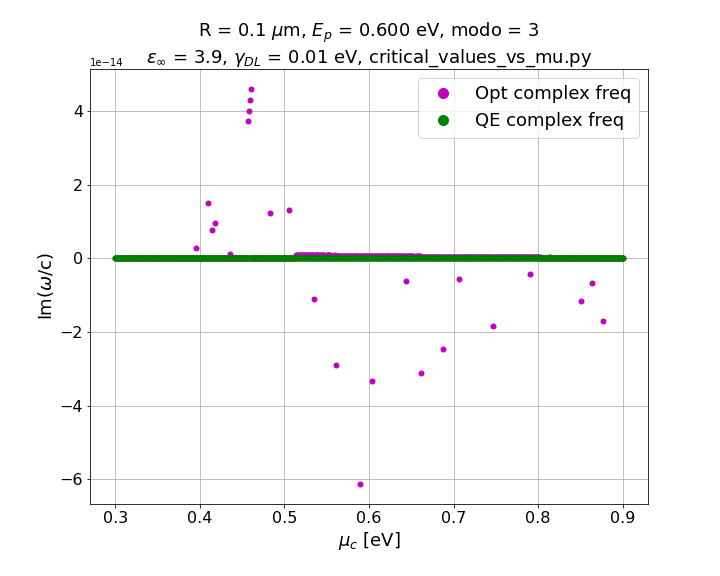 R = 0.1 μm, E_p = 0.600 eV, modo = 3
ε_∞ = 3.9, γ_DL = 0.01 eV, critical_values_vs_mu.py
1e−14
Opt complex freq
QE complex freq
4
2
0
−2
−4
−6
Im(ω/c)
0.3 0.4 0.5 0.6 0.7 0.8 0.9
μ_c [eV]